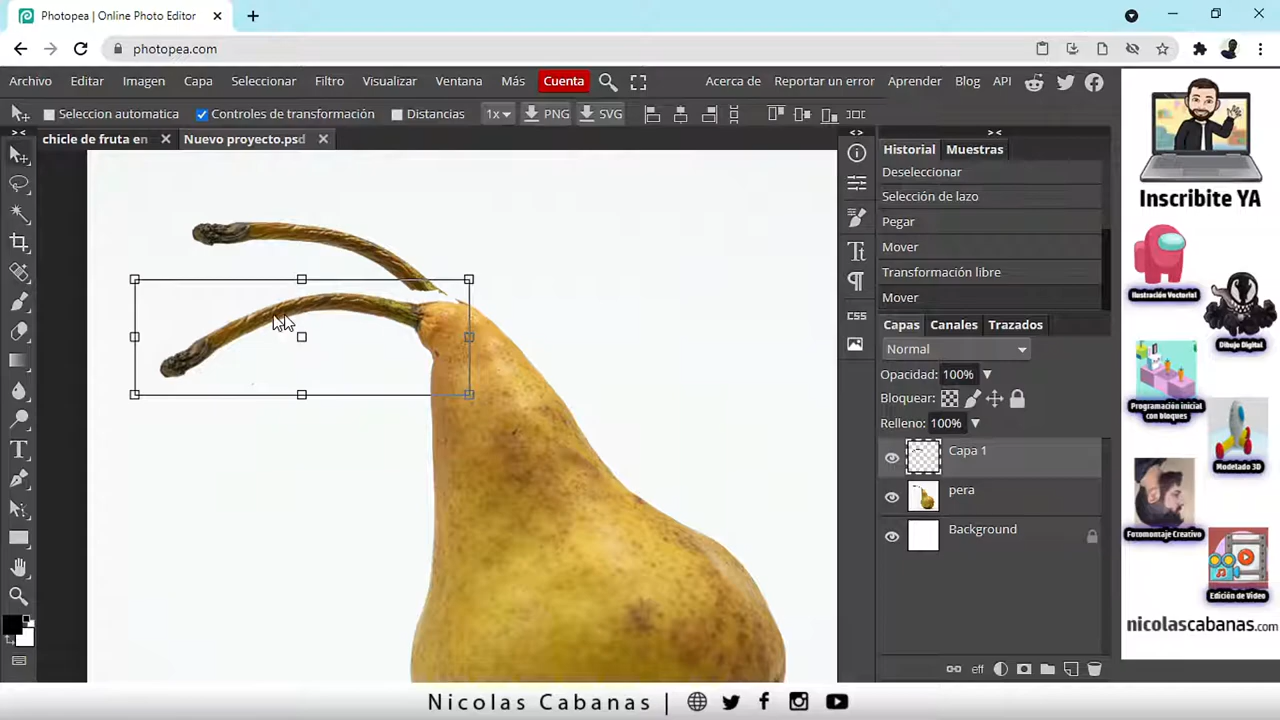 Photopea | Online Photo Editor
photopea.com
Archivo Editar Imagen Capa Seleccionar Filtro Visualizar Ventana Más Cuenta Acerca de Reportar un error Aprender Blog API
Seleccion automatica Controles de transformación Distancias 1x PNG SVG
chicle de fruta en
Nuevo proyecto.psd
Historial Muestras
Deseleccionar
Selección de lazo
Pegar
Mover
Transformación libre
Mover
CSS
Capas Canales Trazados
Normal
Opacidad: 100%
Bloquear:
Relleno: 100%
Capa 1
pera
Background
eff
Inscribite YA
Ilustración Vectorial
Dibujo Digital
Programación inicial
con bloques
Modelado 3D
Fotomontaje Creativo
Edición de Video
nicolascabanas.com
Nicolas Cabanas |